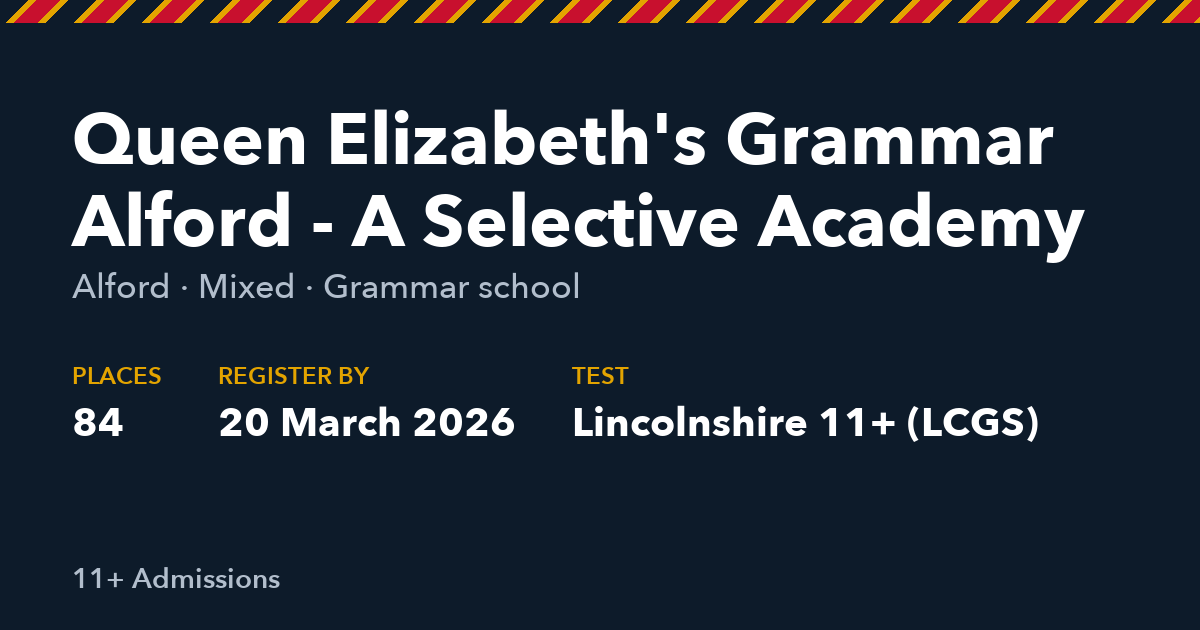 Queen Elizabeth's Grammar
Alford - A Selective Academy
Alford · Mixed · Grammar school
PLACES REGISTER BY TEST
84 20 March 2026 Lincolnshire 11+ (LCGS)
11+ Admissions